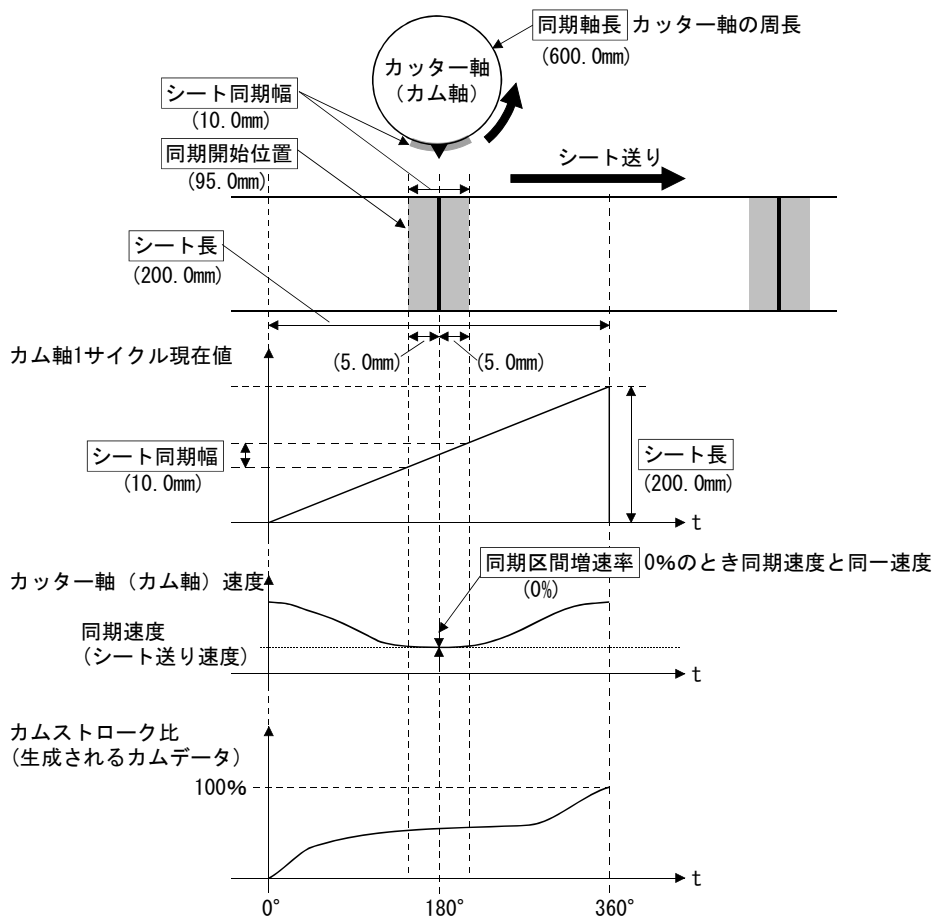 同期軸長 カッター軸の周長
(600.0mm)
カッター軸
(カム軸)
シート同期幅
(10.0mm)
同期開始位置
(95.0mm)
シート送り
シート長
(200.0mm)
(5.0mm)
(5.0mm)
カム軸1サイクル現在値
シート同期幅
(10.0mm)
シート長
(200.0mm)
t
カッター軸(カム軸)速度
同期区間増速率 0%のとき同期速度と同一速度
(0%)
同期速度
(シート送り速度)
t
カムストローク比
(生成されるカムデータ)
100%
t
0°
180°
360°